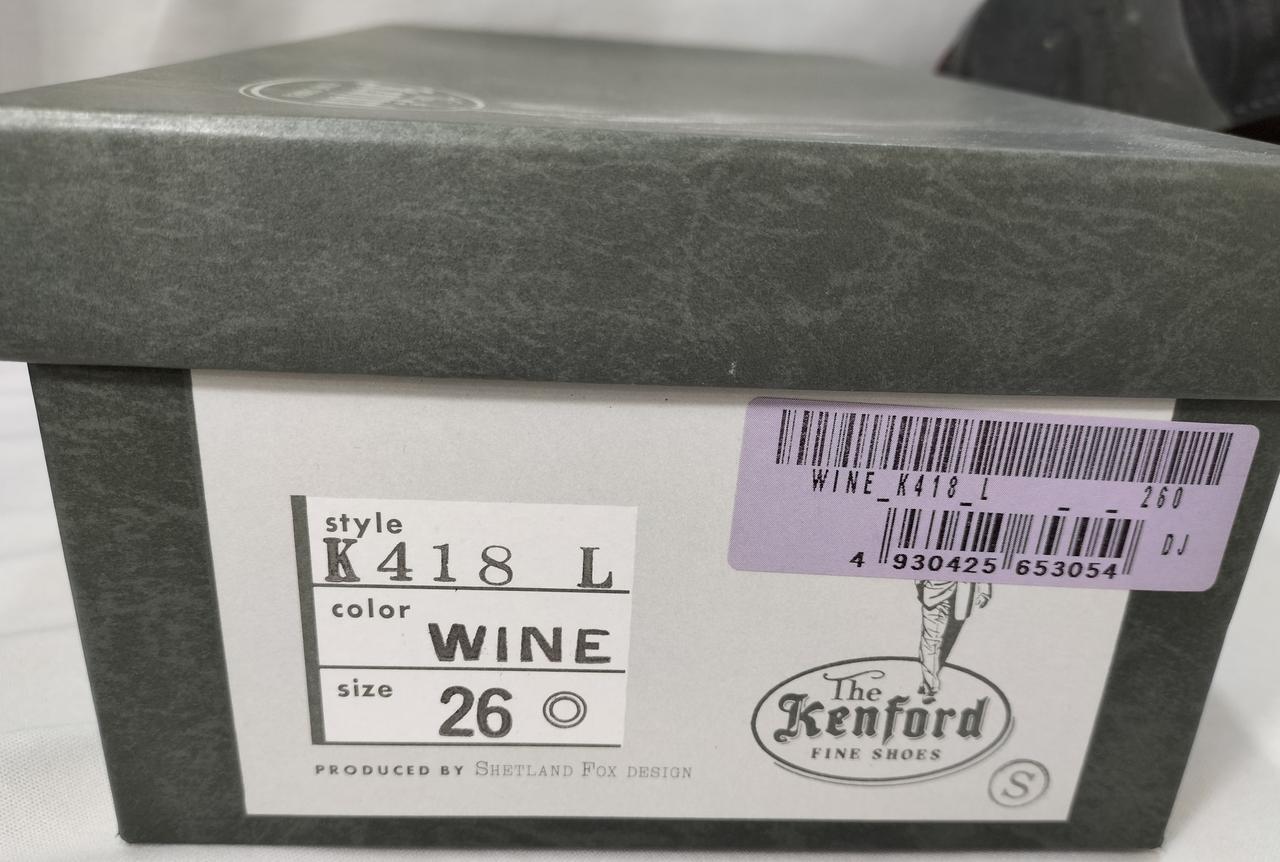 WINE_K418_L _ _ 260
DJ
4 930425 653054
style
K418 L
color
WINE
size
26 ◎
PRODUCED BY SHETLAND FOX DESIGN
The
Kenford
FINE SHOES
S